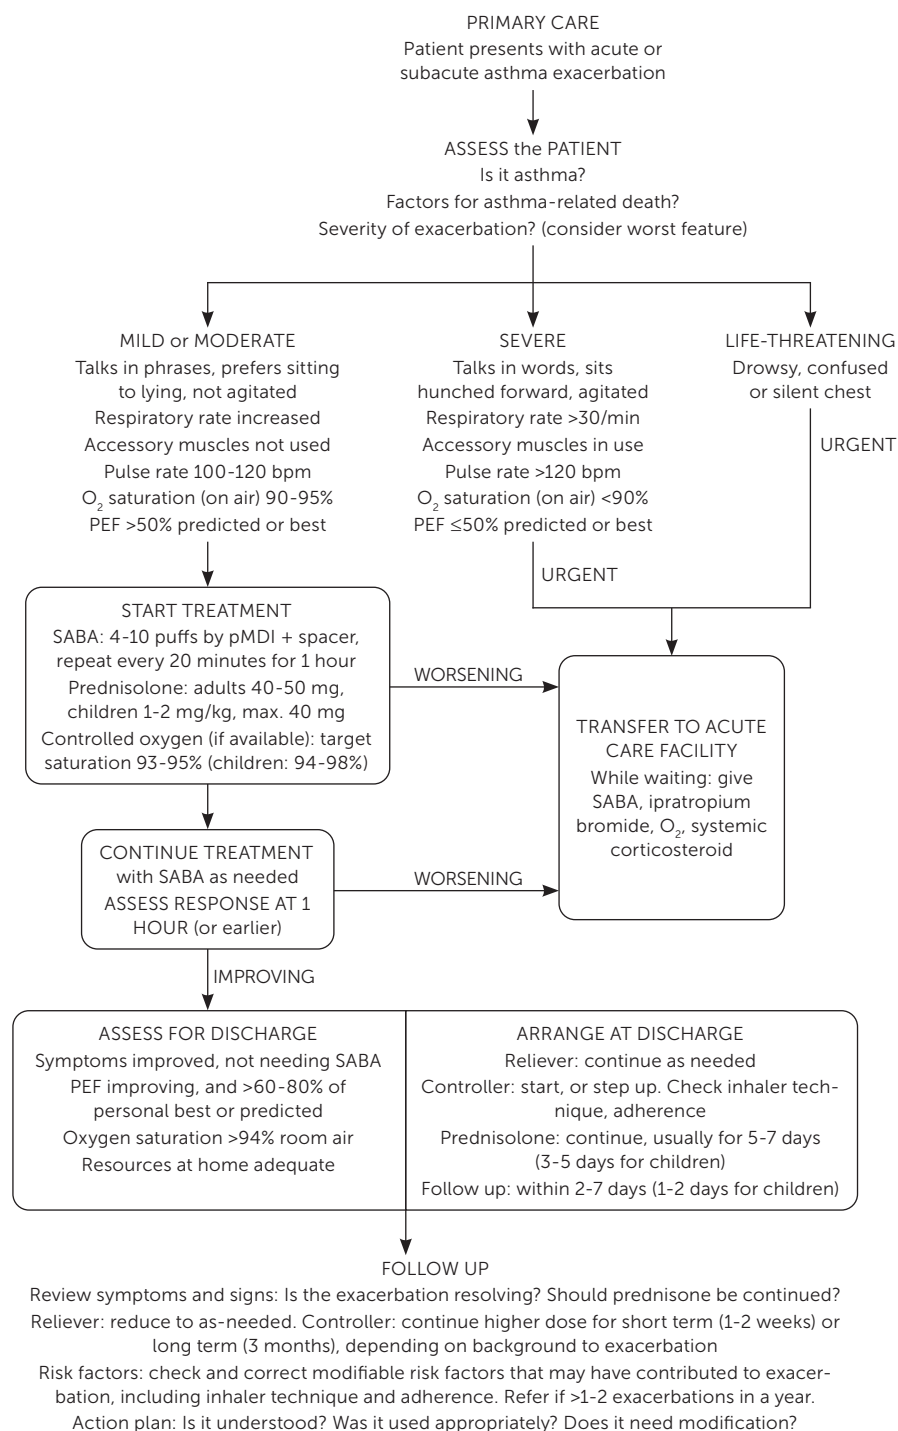 PRIMARY CARE
Patient presents with acute or
subacute asthma exacerbation
ASSESS the PATIENT
Is it asthma?
Factors for asthma-related death?
Severity of exacerbation? (consider worst feature)
MILD or MODERATE
Talks in phrases, prefers sitting
to lying, not agitated
Respiratory rate increased
Accessory muscles not used
Pulse rate 100-120 bpm
O2 saturation (on air) 90-95%
PEF >50% predicted or best
SEVERE
Talks in words, sits
hunched forward, agitated
Respiratory rate >30/min
Accessory muscles in use
Pulse rate >120 bpm
O2 saturation (on air) <90%
PEF ≤50% predicted or best
LIFE-THREATENING
Drowsy, confused
or silent chest
URGENT
URGENT
START TREATMENT
SABA: 4-10 puffs by pMDI + spacer,
repeat every 20 minutes for 1 hour
Prednisolone: adults 40-50 mg,
children 1-2 mg/kg, max. 40 mg
Controlled oxygen (if available): target
saturation 93-95% (children: 94-98%)
WORSENING
TRANSFER TO ACUTE
CARE FACILITY
While waiting: give
SABA, ipratropium
bromide, O2, systemic
corticosteroid
CONTINUE TREATMENT
with SABA as needed
ASSESS RESPONSE AT 1
HOUR (or earlier)
WORSENING
IMPROVING
ASSESS FOR DISCHARGE
Symptoms improved, not needing SABA
PEF improving, and >60-80% of
personal best or predicted
Oxygen saturation >94% room air
Resources at home adequate
ARRANGE AT DISCHARGE
Reliever: continue as needed
Controller: start, or step up. Check inhaler tech-
nique, adherence
Prednisolone: continue, usually for 5-7 days
(3-5 days for children)
Follow up: within 2-7 days (1-2 days for children)
FOLLOW UP
Review symptoms and signs: Is the exacerbation resolving? Should prednisone be continued?
Reliever: reduce to as-needed. Controller: continue higher dose for short term (1-2 weeks) or
long term (3 months), depending on background to exacerbation
Risk factors: check and correct modifiable risk factors that may have contributed to exacer-
bation, including inhaler technique and adherence. Refer if >1-2 exacerbations in a year.
Action plan: Is it understood? Was it used appropriately? Does it need modification?